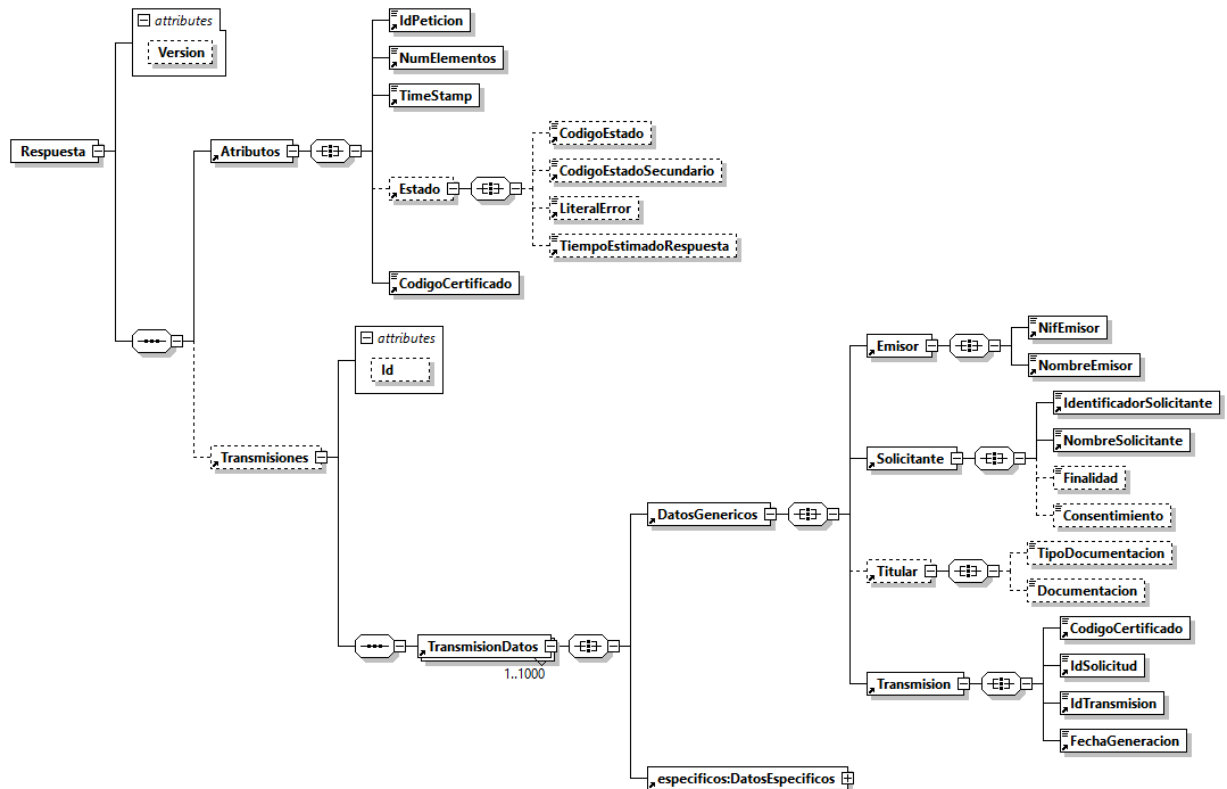 attributes
Version
IdPeticion
NumElementos
TimeStamp
Respuesta
Atributos
CodigoEstado
CodigoEstadoSecundario
Estado
LiteralError
TiempoEstimadoRespuesta
CodigoCertificado
attributes
Id
Transmisiones
Emisor
NifEmisor
NombreEmisor
IdentificadorSolicitante
NombreSolicitante
Solicitante
Finalidad
Consentimiento
DatosGenericos
TipoDocumentacion
Titular
Documentacion
CodigoCertificado
IdSolicitud
Transmision
IdTransmision
FechaGeneracion
TransmisionDatos
1..1000
especificos:DatosEspecificos